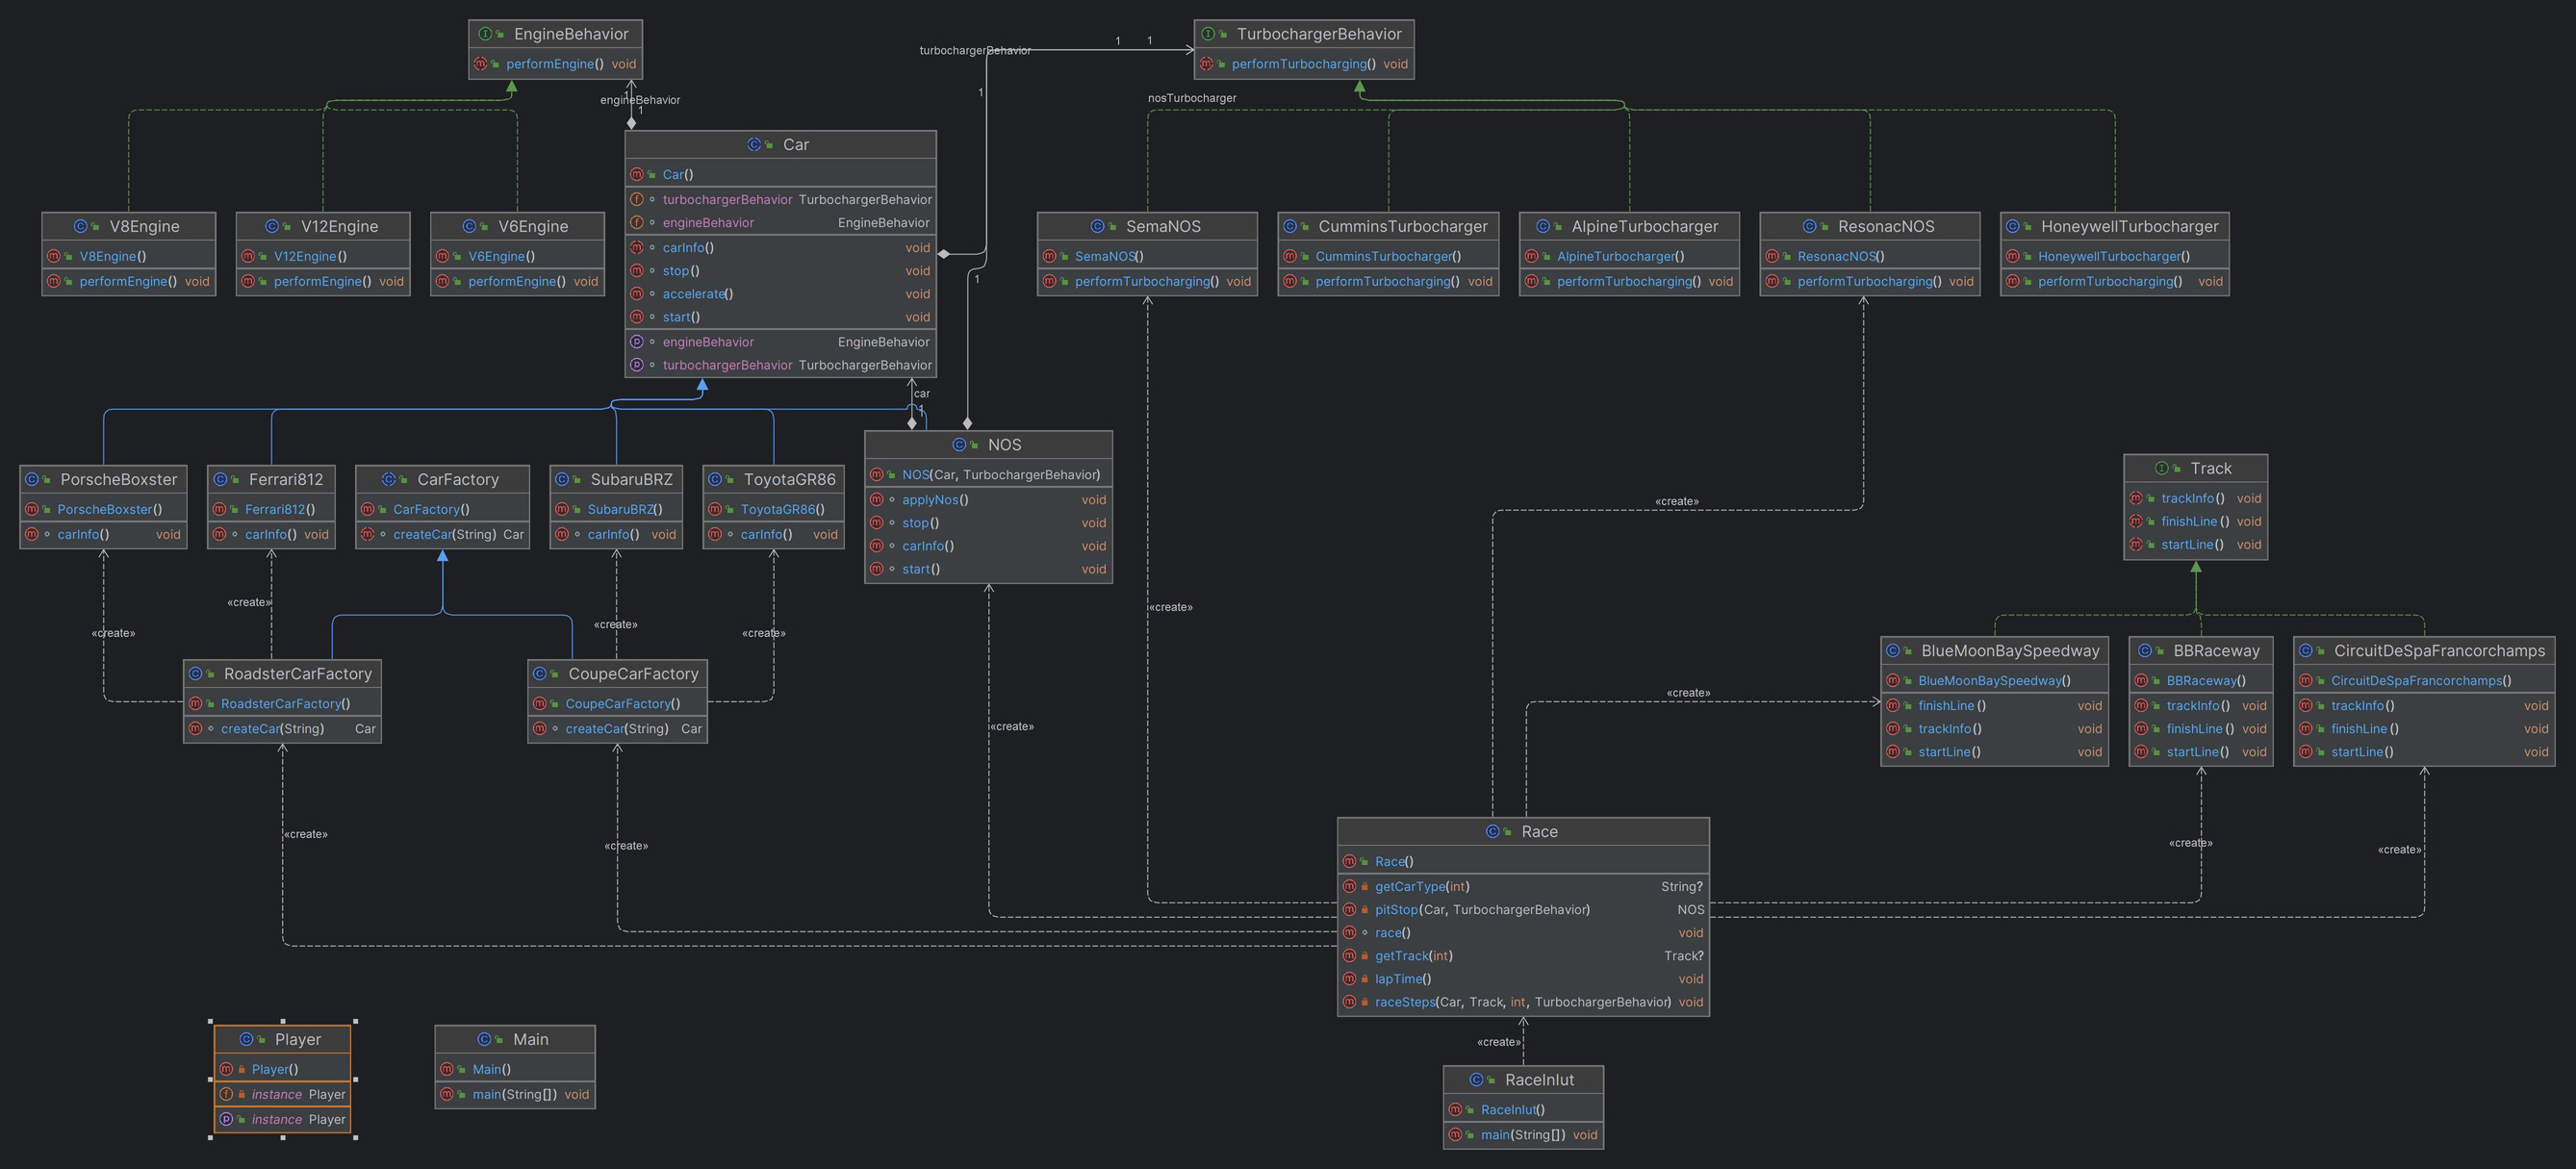 EngineBehavior
performEngine() void
TurbochargerBehavior
performTurbocharging() void
turbochargerBehavior
1
1
1
1
engineBehavior
1
1
nosTurbocharger
Car
Car()
turbochargerBehavior TurbochargerBehavior
engineBehavior EngineBehavior
carInfo() void
stop() void
accelerate() void
start() void
engineBehavior EngineBehavior
turbochargerBehavior TurbochargerBehavior
V8Engine
V8Engine()
performEngine() void
V12Engine
V12Engine()
performEngine() void
V6Engine
V6Engine()
performEngine() void
SemaNOS
SemaNOS()
performTurbocharging() void
CumminsTurbocharger
CumminsTurbocharger()
performTurbocharging() void
AlpineTurbocharger
AlpineTurbocharger()
performTurbocharging() void
ResonacNOS
ResonacNOS()
performTurbocharging() void
HoneywellTurbocharger
HoneywellTurbocharger()
performTurbocharging() void
car
1
PorscheBoxster
PorscheBoxster()
carInfo() void
Ferrari812
Ferrari812()
carInfo() void
CarFactory
CarFactory()
createCar(String) Car
SubaruBRZ
SubaruBRZ()
carInfo() void
ToyotaGR86
ToyotaGR86()
carInfo() void
NOS
NOS(Car, TurbochargerBehavior)
applyNos() void
stop() void
carInfo() void
start() void
Track
trackInfo() void
finishLine() void
startLine() void
«create»
«create»
«create»
«create»
«create»
«create»
«create»
«create»
RoadsterCarFactory
RoadsterCarFactory()
createCar(String) Car
CoupeCarFactory
CoupeCarFactory()
createCar(String) Car
BlueMoonBaySpeedway
BlueMoonBaySpeedway()
finishLine() void
trackInfo() void
startLine() void
BBRaceway
BBRaceway()
trackInfo() void
finishLine() void
startLine() void
CircuitDeSpaFrancorchamps
CircuitDeSpaFrancorchamps()
trackInfo() void
finishLine() void
startLine() void
«create»
«create»
«create»
«create»
Race
Race()
getCarType(int) String?
pitStop(Car, TurbochargerBehavior) NOS
race() void
getTrack(int) Track?
lapTime() void
raceSteps(Car, Track, int, TurbochargerBehavior) void
«create»
Player
Player()
instance Player
instance Player
Main
Main()
main(String[]) void
RaceInIut
RaceInIut()
main(String[]) void